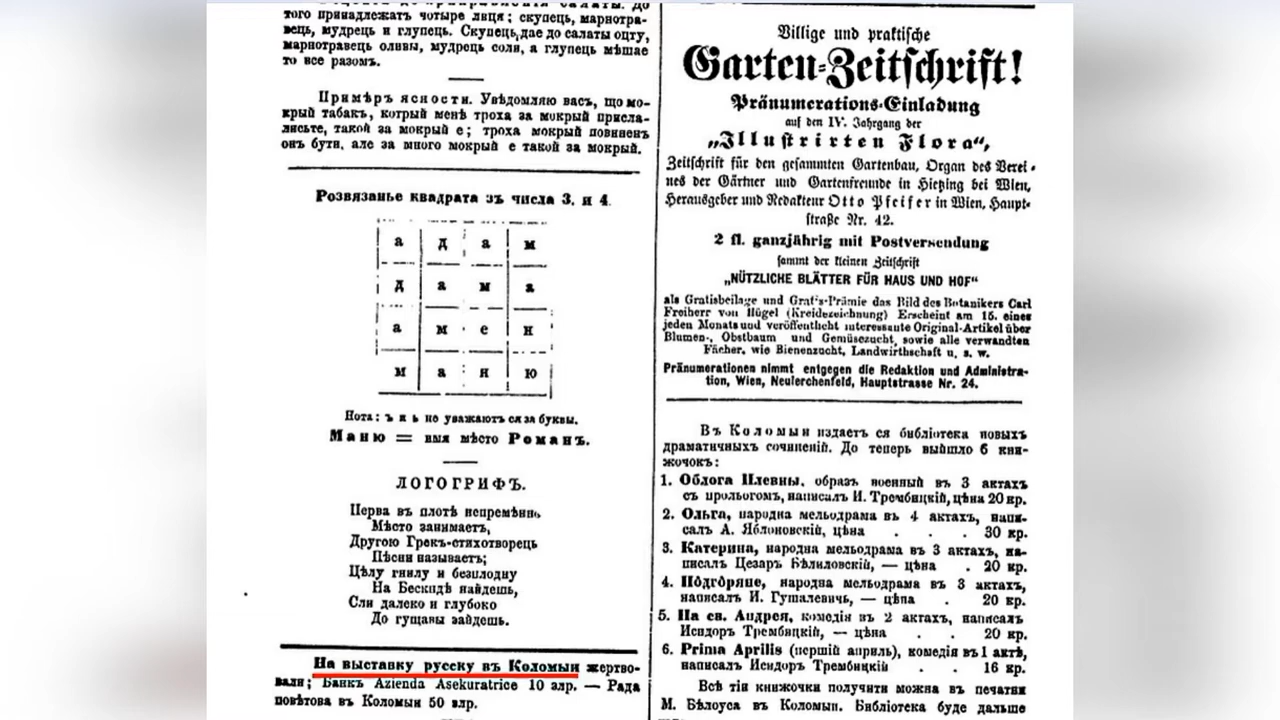 того принадлежатъ чотыре лиця; скупець, марнотра-
вець, мудрець и глупець. Скупець,дае до салаты оцту,
марнотравець оливы, мудрець соли, а глупець мѣшае
то все разомъ.
Примѣръ ясности. Увѣдомляю васъ, що мо-
крый табакъ, котрый менѣ троха за мокрый присла-
лисьте, такой за мокрый е; троха мокрый повиненъ
онъ бути, але за много мокрый е такой за мокрый.
Розвязанье квадрата зъ числа 3. и 4.
а д а м
д а м а
а м е н
м а н ю
Нота: ъ и ь не уважаютъ ся за буквы.
Маню = имя мѣсто Романъ.
ЛОГОГРИФЪ.
Перва въ плотѣ непремѣнно
Мѣсто занимаетъ,
Другою Грекъ-стихотворець
Пѣсни называетъ;
Цѣлу гнилу и безплодну
На Бескидѣ найдешь,
Сли далеко и глубоко
До гущавы зайдешь.
На выставку русску въ Коломыи жертво-
вали; Банкъ Azienda Asekuratrice 10 злр. — Рада
повѣтова въ Коломыи 50 злр.
Billige und praktische
Garten-Zeitschrift!
Pränumerations-Einladung
auf den IV. Jahrgang der
„Illustrirten Flora“,
Zeitschrift für den gesammten Gartenbau, Organ des Verei-
nes der Gärtner und Gartenfreunde in Hietzing bei Wien,
Herausgeber und Redakteur Otto Pfeifer in Wien, Haupt-
straße Nr. 42.
2 fl. ganzjährig mit Postversendung
sammt der kleinen Zeitschrift
„NÜTZLICHE BLÄTTER FÜR HAUS UND HOF“
als Gratisbeilage und Gratis-Prämie das Bild des Botanikers Carl
Freiherr von Hügel (Kreidezeichnung) Erscheint am 15. eines
jeden Monats und veröffentlicht interessante Original-Artikel über
Blumen-, Obstbaum und Gemüsezucht, sowie alle verwandten
Fächer, wie Bienenzucht, Landwirthschaft u. s. w.
Pränumerationen nimmt entgegen die Redaktion und Administra-
tion, Wien, Neulerchenfeld, Hauptstrasse Nr. 24.
Въ Коломыи издаетъ ся библіотека новыхъ
драматичныхъ сочиненій. До теперь выйшло 6 кни-
жочокъ:
1. Облога Плевны, образъ военный въ 3 актахъ
съ прольогомъ, написалъ И. Трембицкій, цѣна 20 кр.
2. Ольга, народна мельодрама въ 4 актахъ, напи-
салъ А. Яблоновскій, цѣна . . . 30 кр.
3. Катерина, народна мельодрама въ 3 актахъ, на-
писалъ Цезаръ Бѣлиловскій, — цѣна . 20 кр.
4. Пôдгôряне, народна мельодрама въ 3 актахъ,
написалъ И. Гушалевичь, — цѣна . 20 кр.
5. На св. Андрея, комедія въ 2 актахъ, написалъ
Исидоръ Трембицкій, — цѣна . . 20 кр.
6. Prima Aprilis (першій априль), комедія въ 1 актѣ,
написалъ Исидоръ Трембицкій . . 16 кр.
Всѣ тіи книжочки получити можна въ печатни
М. Бѣлоуса въ Коломыи. Библіотека буде дальше